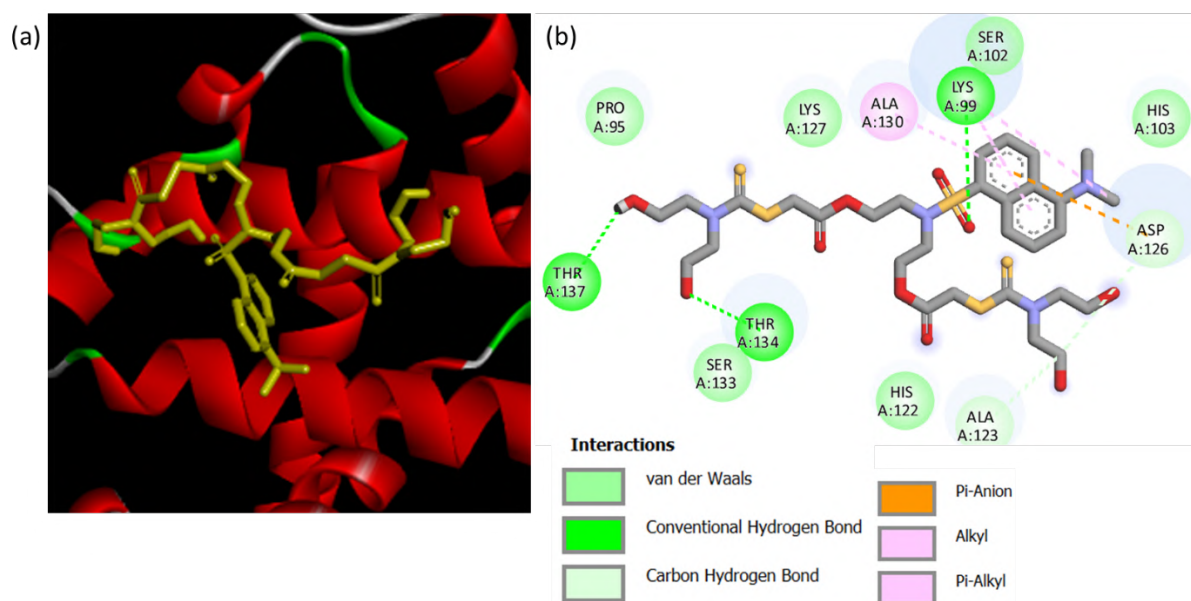 (a)
(b)
SER
A:102
LYS
A:99
PRO
A:95
LYS
A:127
ALA
A:130
HIS
A:103
ASP
A:126
THR
A:137
THR
A:134
SER
A:133
HIS
A:122
ALA
A:123
Interactions
van der Waals
Conventional Hydrogen Bond
Carbon Hydrogen Bond
Pi-Anion
Alkyl
Pi-Alkyl